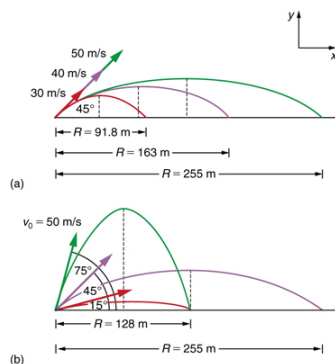 y
x
50 m/s
40 m/s
30 m/s
45°
R = 91.8 m
R = 163 m
R = 255 m
(a)
v₀ = 50 m/s
75°
45°
15°
R = 128 m
R = 255 m
(b)